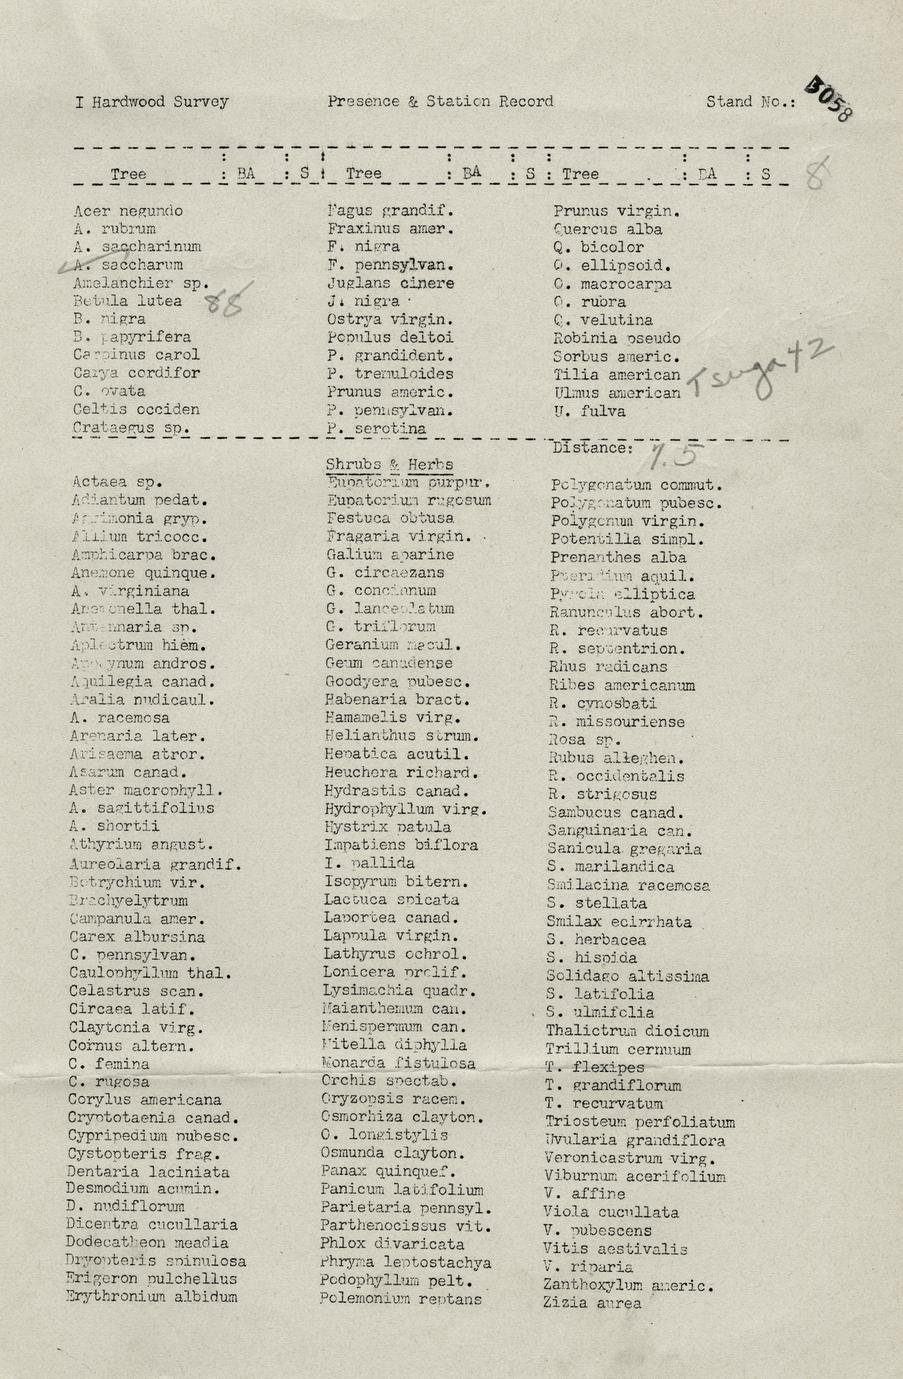 I Hardwood Survey Presence & Station Record Stand No.: 3058
Tree : BA : S Tree : BA : S : Tree : BA : S 8
Acer negundo
A. rubrum
A. saccharinum
A. saccharum
Amelanchier sp.
Betula lutea 88
B. nigra
B. papyrifera
Carpinus carol
Carya cordifor
C. ovata
Celtis occiden
Crataegus sp.
Fagus grandif.
Fraxinus amer.
F. nigra
F. pennsylvan.
Juglans cinere
J. nigra
Ostrya virgin.
Populus deltoi
P. grandident.
P. tremuloides
Prunus americ.
P. pennsylvan.
P. serotina
Prunus virgin.
Quercus alba
Q. bicolor
Q. ellipsoid.
Q. macrocarpa
Q. rubra
Q. velutina
Robinia pseudo
Sorbus americ.
Tilia american Tsuga 42
Ulmus american
U. fulva
Distance: 7.5
Shrubs & Herbs
Actaea sp.
Adiantum pedat.
Agrimonia gryp.
Allium tricocc.
Amphicarpa brac.
Anemone quinque.
A. virginiana
Anemonella thal.
Antennaria sp.
Aplectrum hiem.
Apocynum andros.
Aquilegia canad.
Aralia nudicaul.
A. racemosa
Arenaria later.
Arisaema atror.
Asarum canad.
Aster macrophyll.
A. sagittifolius
A. shortii
Athyrium angust.
Aureolaria grandif.
Botrychium vir.
Brachyelytrum
Campanula amer.
Carex albursina
C. pennsylvan.
Caulophyllum thal.
Celastrus scan.
Circaea latif.
Claytonia virg.
Cornus altern.
C. femina
C. rugosa
Corylus americana
Cryptotaenia canad.
Cypripedium pubesc.
Cystopteris frag.
Dentaria laciniata
Desmodium acumin.
D. nudiflorum
Dicentra cucullaria
Dodecatheon meadia
Dryopteris spinulosa
Erigeron pulchellus
Erythronium albidum
Eupatorium purpur.
Eupatorium rugosum
Festuca obtusa
Fragaria virgin.
Galium aparine
G. circaezans
G. concinnum
G. lanceolatum
G. triflorum
Geranium macul.
Geum canadense
Goodyera pubesc.
Habenaria bract.
Hamamelis virg.
Helianthus strum.
Hepatica acutil.
Heuchera richard.
Hydrastis canad.
Hydrophyllum virg.
Hystrix patula
Impatiens biflora
I. pallida
Isopyrum bitern.
Lactuca spicata
Laportea canad.
Lappula virgin.
Lathyrus ochrol.
Lonicera prolif.
Lysimachia quadr.
Maianthemum can.
Menispermum can.
Mitella diphylla
Monarda fistulosa
Orchis spectab.
Oryzopsis racem.
Osmorhiza clayton.
O. longistylis
Osmunda clayton.
Panax quinquef.
Panicum latifolium
Parietaria pennsyl.
Parthenocissus vit.
Phlox divaricata
Phryma leptostachya
Podophyllum pelt.
Polemonium reptans
Polygonatum commut.
Polygonatum pubesc.
Polygonum virgin.
Potentilla simpl.
Prenanthes alba
Pteridium aquil.
Pyrola elliptica
Ranunculus abort.
R. recurvatus
R. septentrion.
Rhus radicans
Ribes americanum
R. cynosbati
R. missouriense
Rosa sp.
Rubus alleghen.
R. occidentalis
R. strigosus
Sambucus canad.
Sanguinaria can.
Sanicula gregaria
S. marilandica
Smilacina racemosa
S. stellata
Smilax ecirrhata
S. herbacea
S. hispida
Solidago altissima
S. latifolia
S. ulmifolia
Thalictrum dioicum
Trillium cernuum
T. flexipes
T. grandiflorum
T. recurvatum
Triosteum perfoliatum
Uvularia grandiflora
Veronicastrum virg.
Viburnum acerifolium
V. affine
Viola cucullata
V. pubescens
Vitis aestivalis
V. riparia
Zanthoxylum americ.
Zizia aurea